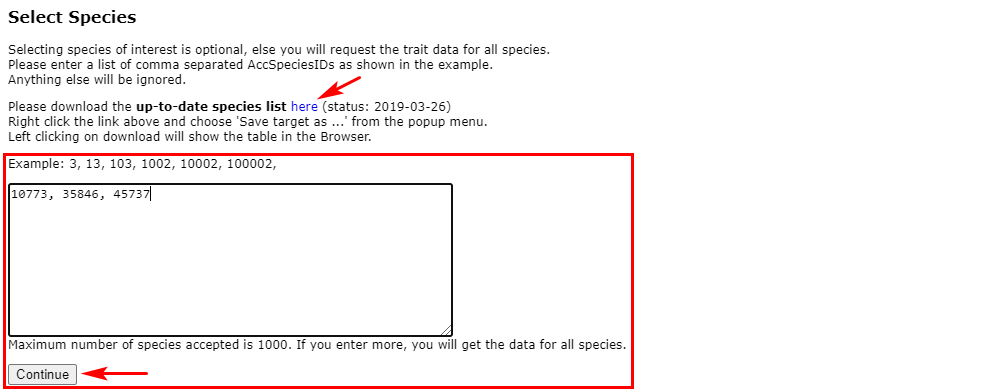 Select Species
Selecting species of interest is optional, else you will request the trait data for all species.
Please enter a list of comma separated AccSpeciesIDs as shown in the example.
Anything else will be ignored.
Please download the up-to-date species list here (status: 2019-03-26)
Right click the link above and choose 'Save target as ...' from the popup menu.
Left clicking on download will show the table in the Browser.
Example: 3, 13, 103, 1002, 10002, 100002,
10773, 35846, 45737
Maximum number of species accepted is 1000. If you enter more, you will get the data for all species.
Continue